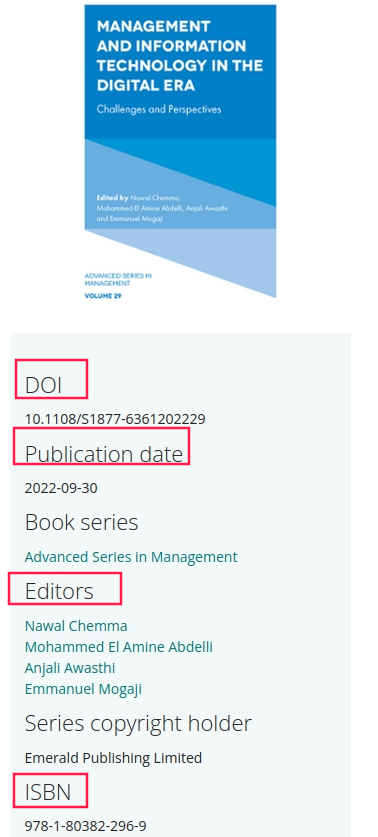 MANAGEMENT
AND INFORMATION
TECHNOLOGY IN THE
DIGITAL ERA
Challenges and Perspectives
Edited by Nawal Chemma,
Mohammed El Amine Abdelli, Anjali Awasthi
and Emmanuel Mogaji
ADVANCED SERIES IN
MANAGEMENT
VOLUME 29
DOI
10.1108/S1877-6361202229
Publication date
2022-09-30
Book series
Advanced Series in Management
Editors
Nawal Chemma
Mohammed El Amine Abdelli
Anjali Awasthi
Emmanuel Mogaji
Series copyright holder
Emerald Publishing Limited
ISBN
978-1-80382-296-9